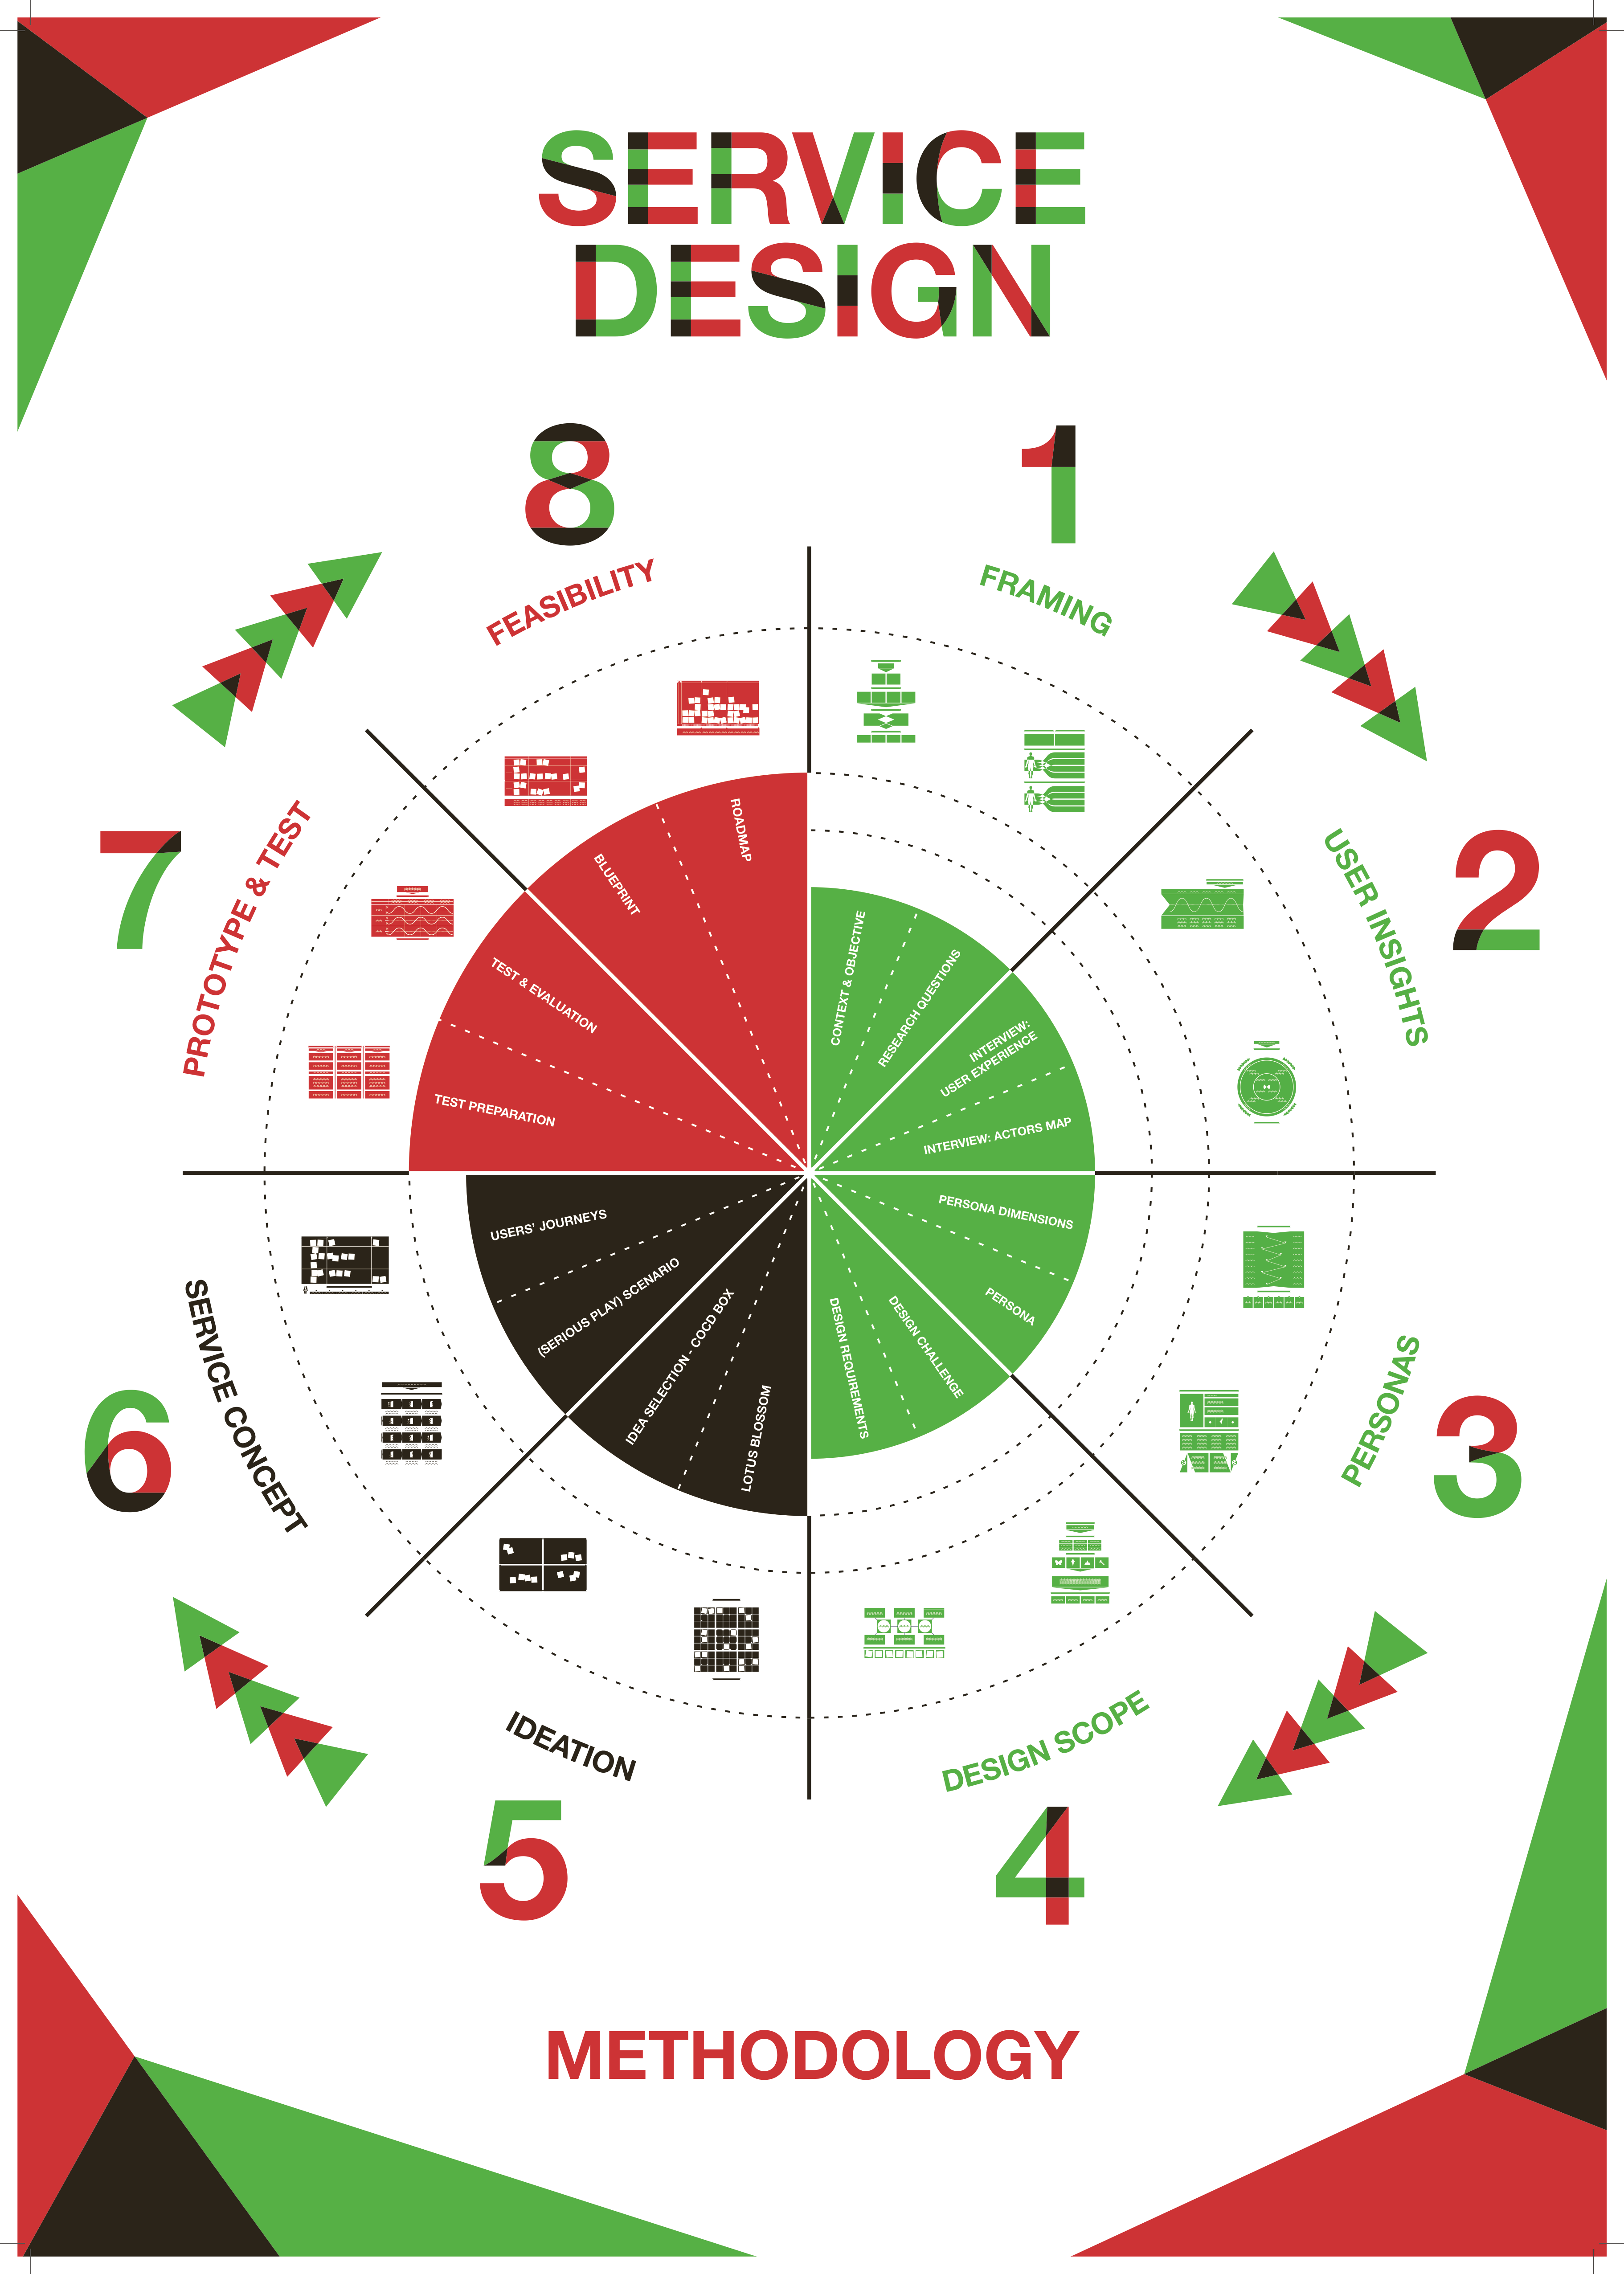 SERVICE
DESIGN
1
FRAMING
CONTEXT & OBJECTIVE
RESEARCH QUESTIONS
2
USER INSIGHTS
INTERVIEW:
USER EXPERIENCE
INTERVIEW: ACTORS MAP
3
PERSONAS
PERSONA DIMENSIONS
PERSONA
4
DESIGN SCOPE
DESIGN CHALLENGE
DESIGN REQUIREMENTS
5
IDEATION
LOTUS BLOSSOM
IDEA SELECTION - COCD BOX
6
SERVICE CONCEPT
(SERIOUS PLAY) SCENARIO
USERS' JOURNEYS
7
PROTOTYPE & TEST
TEST PREPARATION
TEST & EVALUATION
8
FEASIBILITY
BLUEPRINT
ROADMAP
METHODOLOGY